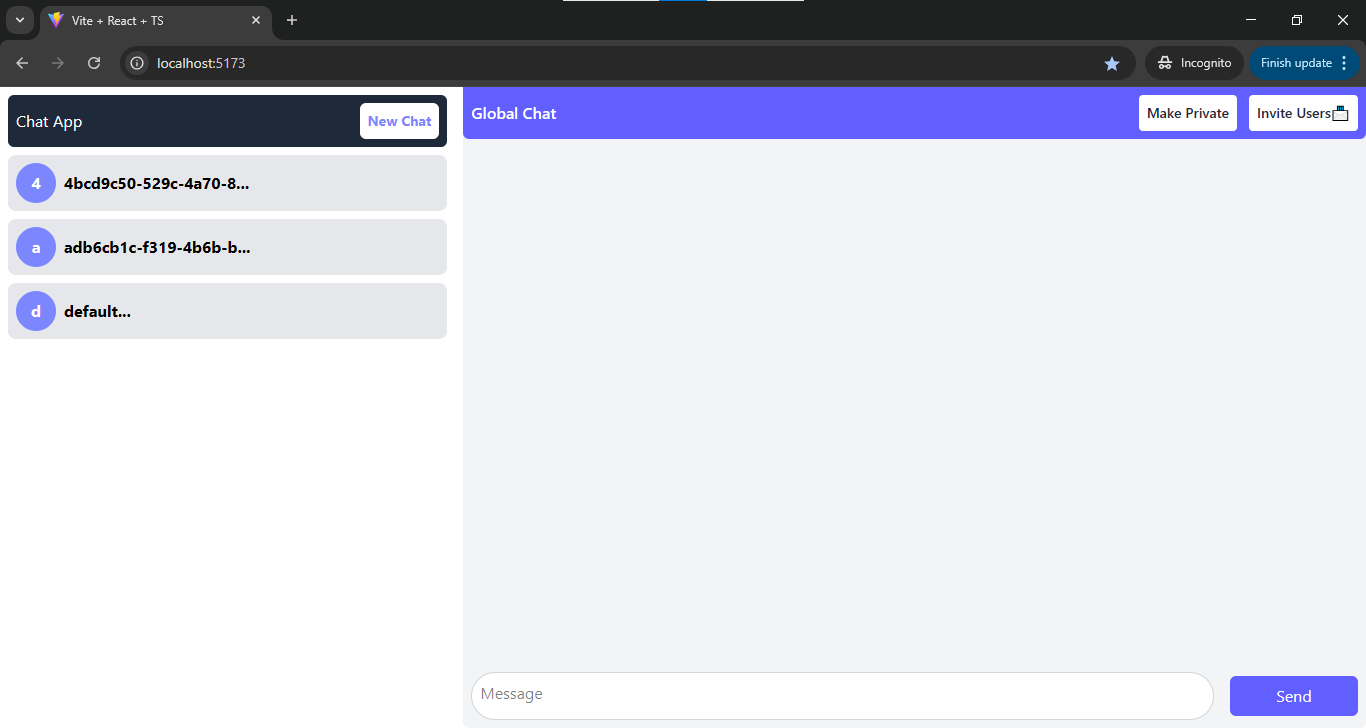 Vite + React + TS
localhost:5173
Incognito
Finish update
Chat App
New Chat
4 4bcd9c50-529c-4a70-8...
a adb6cb1c-f319-4b6b-b...
d default...
Global Chat
Make Private
Invite Users📩
Message
Send